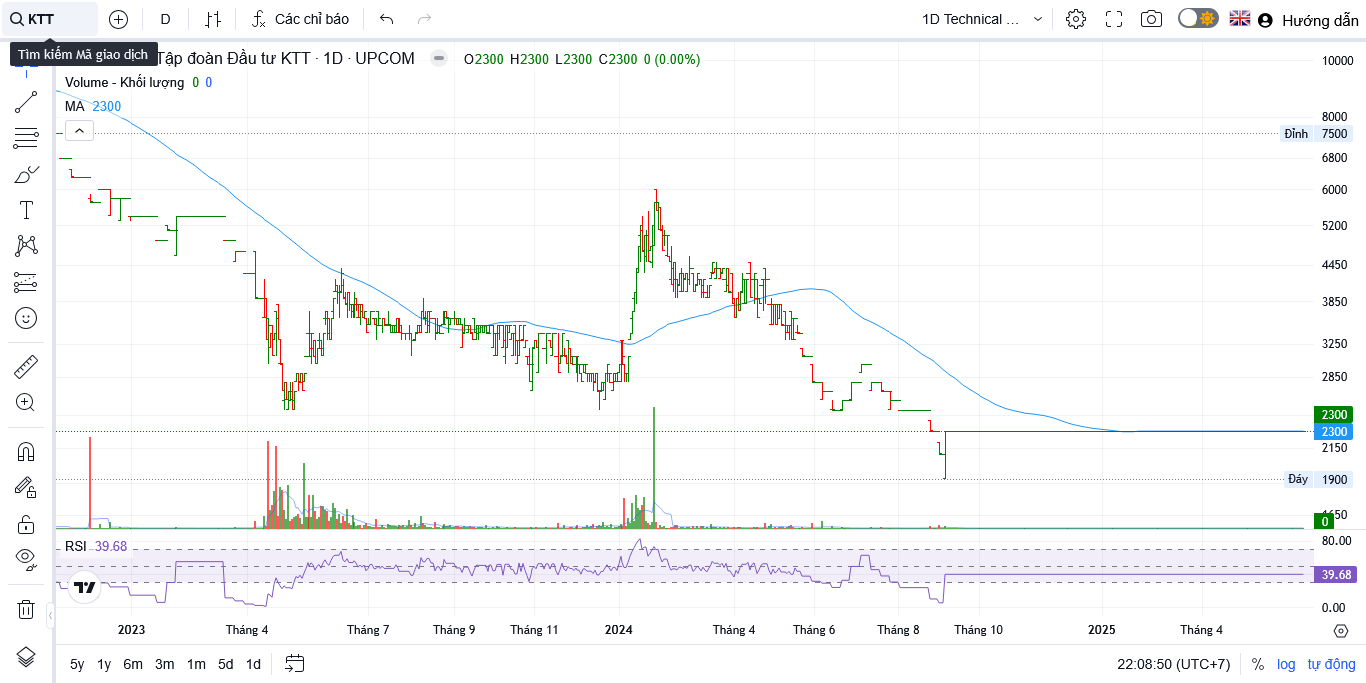 KTT D Các chỉ báo 1D Technical ... Hướng dẫn
Tìm kiếm Mã giao dịch
Tập đoàn Đầu tư KTT · 1D · UPCOM O2300 H2300 L2300 C2300 0 (0.00%)
Volume - Khối lượng 0 0
MA 2300
10000
8000
Đỉnh 7500
6800
6000
5200
4450
3850
3250
2850
2300
2300
2150
Đáy 1900
0
RSI 39.68
80.00
39.68
0.00
2023 Tháng 4 Tháng 7 Tháng 9 Tháng 11 2024 Tháng 4 Tháng 6 Tháng 8 Tháng 10 2025 Tháng 4
5y 1y 6m 3m 1m 5d 1d 22:08:50 (UTC+7) % log tự động